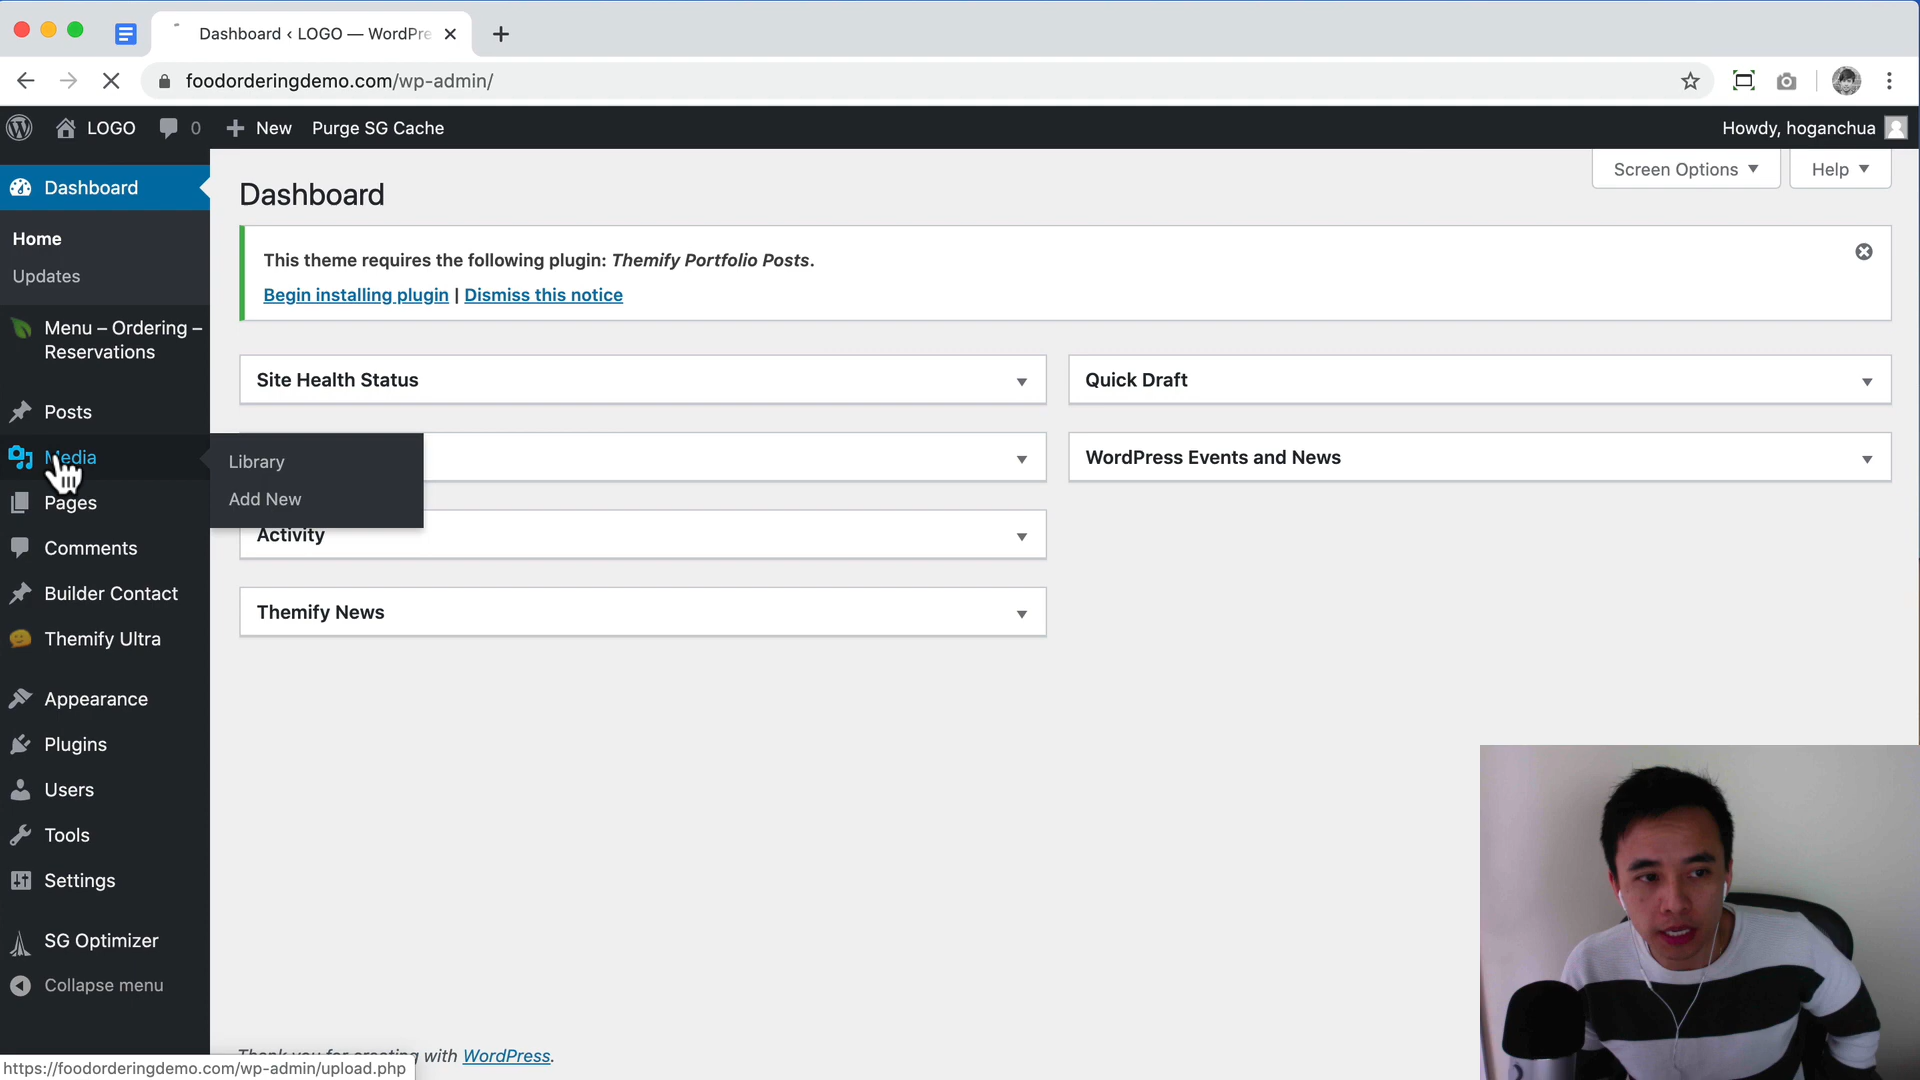 Dashboard ‹ LOGO — WordPre
foodorderingdemo.com/wp-admin/
LOGO 0 New Purge SG Cache Howdy, hoganchua
Screen Options Help
Dashboard
Dashboard
Home
Updates
This theme requires the following plugin: Themify Portfolio Posts.
Begin installing plugin | Dismiss this notice
Menu – Ordering –
Reservations
Site Health Status
Quick Draft
Posts
Media
Library
Add New
WordPress Events and News
Pages
Activity
Comments
Builder Contact
Themify News
Themify Ultra
Appearance
Plugins
Users
Tools
Settings
SG Optimizer
Collapse menu
Thank you for creating with WordPress.
https://foodorderingdemo.com/wp-admin/upload.php